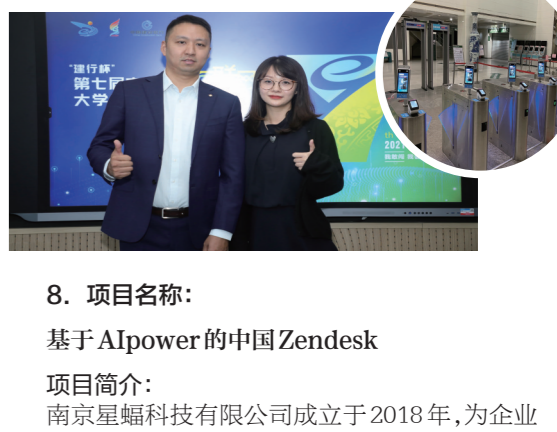 "建行杯"
第七届
大学
th
2021
8. 项目名称：
基于AIpower的中国Zendesk
项目简介：
南京星蝠科技有限公司成立于2018年,为企业